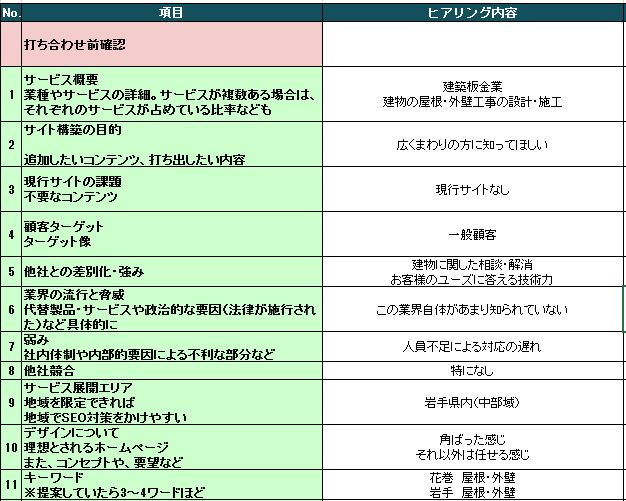 No. 項目 ヒアリング内容
打ち合わせ前確認
1 サービス概要
業種やサービスの詳細。サービスが複数ある場合は、
それぞれのサービスが占めている比率なども
建築板金業
建物の屋根・外壁工事の設計・施工
2 サイト構築の目的
追加したいコンテンツ、打ち出したい内容
広くまわりの方に知ってほしい
3 現行サイトの課題
不要なコンテンツ
現行サイトなし
4 顧客ターゲット
ターゲット像
一般顧客
5 他社との差別化・強み
建物に関した相談・解消
お客様のユーズに答える技術力
6 業界の流行と脅威
代替製品・サービスや政治的な要因(法律が施行され
た)など具体的に
この業界自体があまり知られていない
7 弱み
社内体制や内部的要因による不利な部分など
人員不足による対応の遅れ
8 他社競合
特になし
9 サービス展開エリア
地域を限定できれば
地域でSEO対策をかけやすい
岩手県内(中部域)
10 デザインについて
理想とされるホームページ
また、コンセプトや、要望など
角ばった感じ
それ以外は任せる感じ
11 キーワード
※提案していたら3～4ワードほど
花巻 屋根・外壁
岩手 屋根・外壁